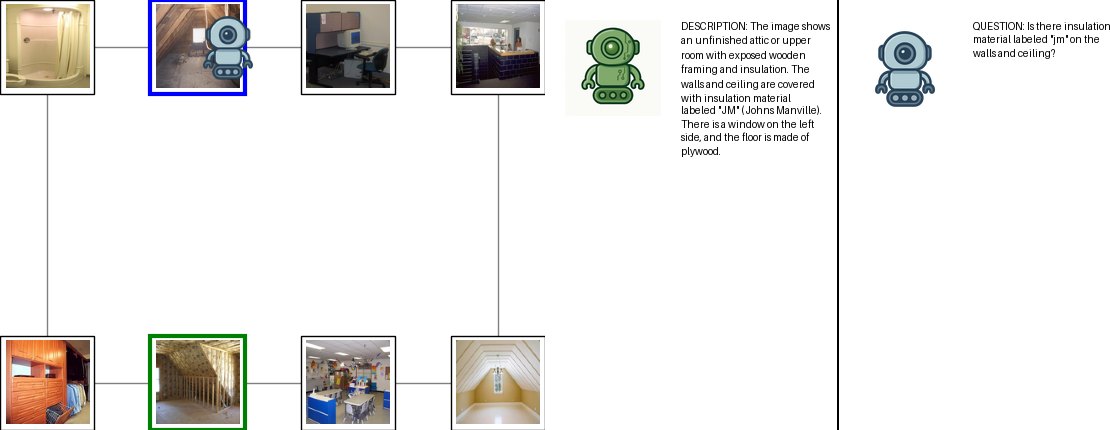 DESCRIPTION: The image shows
an unfinished attic or upper
room with exposed wooden
framing and insulation. The
walls and ceiling are covered
with insulation material
labeled "JM" (Johns Manville).
There is a window on the left
side, and the floor is made of
plywood.
QUESTION: Is there insulation
material labeled "jm" on the
walls and ceiling?